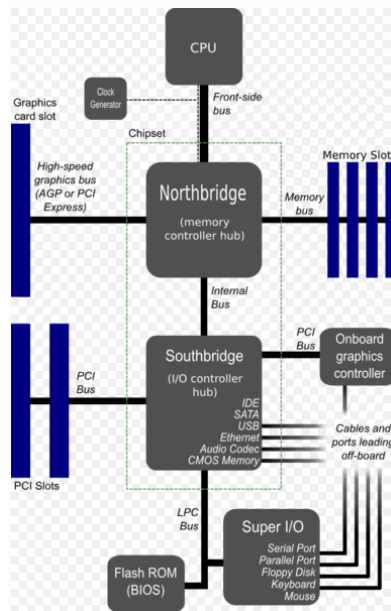 CPU
Clock
Generator
Front-side
bus
Graphics
card slot
Chipset
High-speed
graphics bus
(AGP or PCI
Express)
Northbridge
(memory
controller hub)
Memory
bus
Memory Slot
Internal
Bus
Southbridge
(I/O controller
hub)
PCI
Bus
PCI
Bus
Onboard
graphics
controller
IDE
SATA
USB
Ethernet
Audio Codec
CMOS Memory
Cables and
ports leading
off-board
PCI Slots
LPC
Bus
Super I/O
Serial Port
Parallel Port
Floppy Disk
Keyboard
Mouse
Flash ROM
(BIOS)